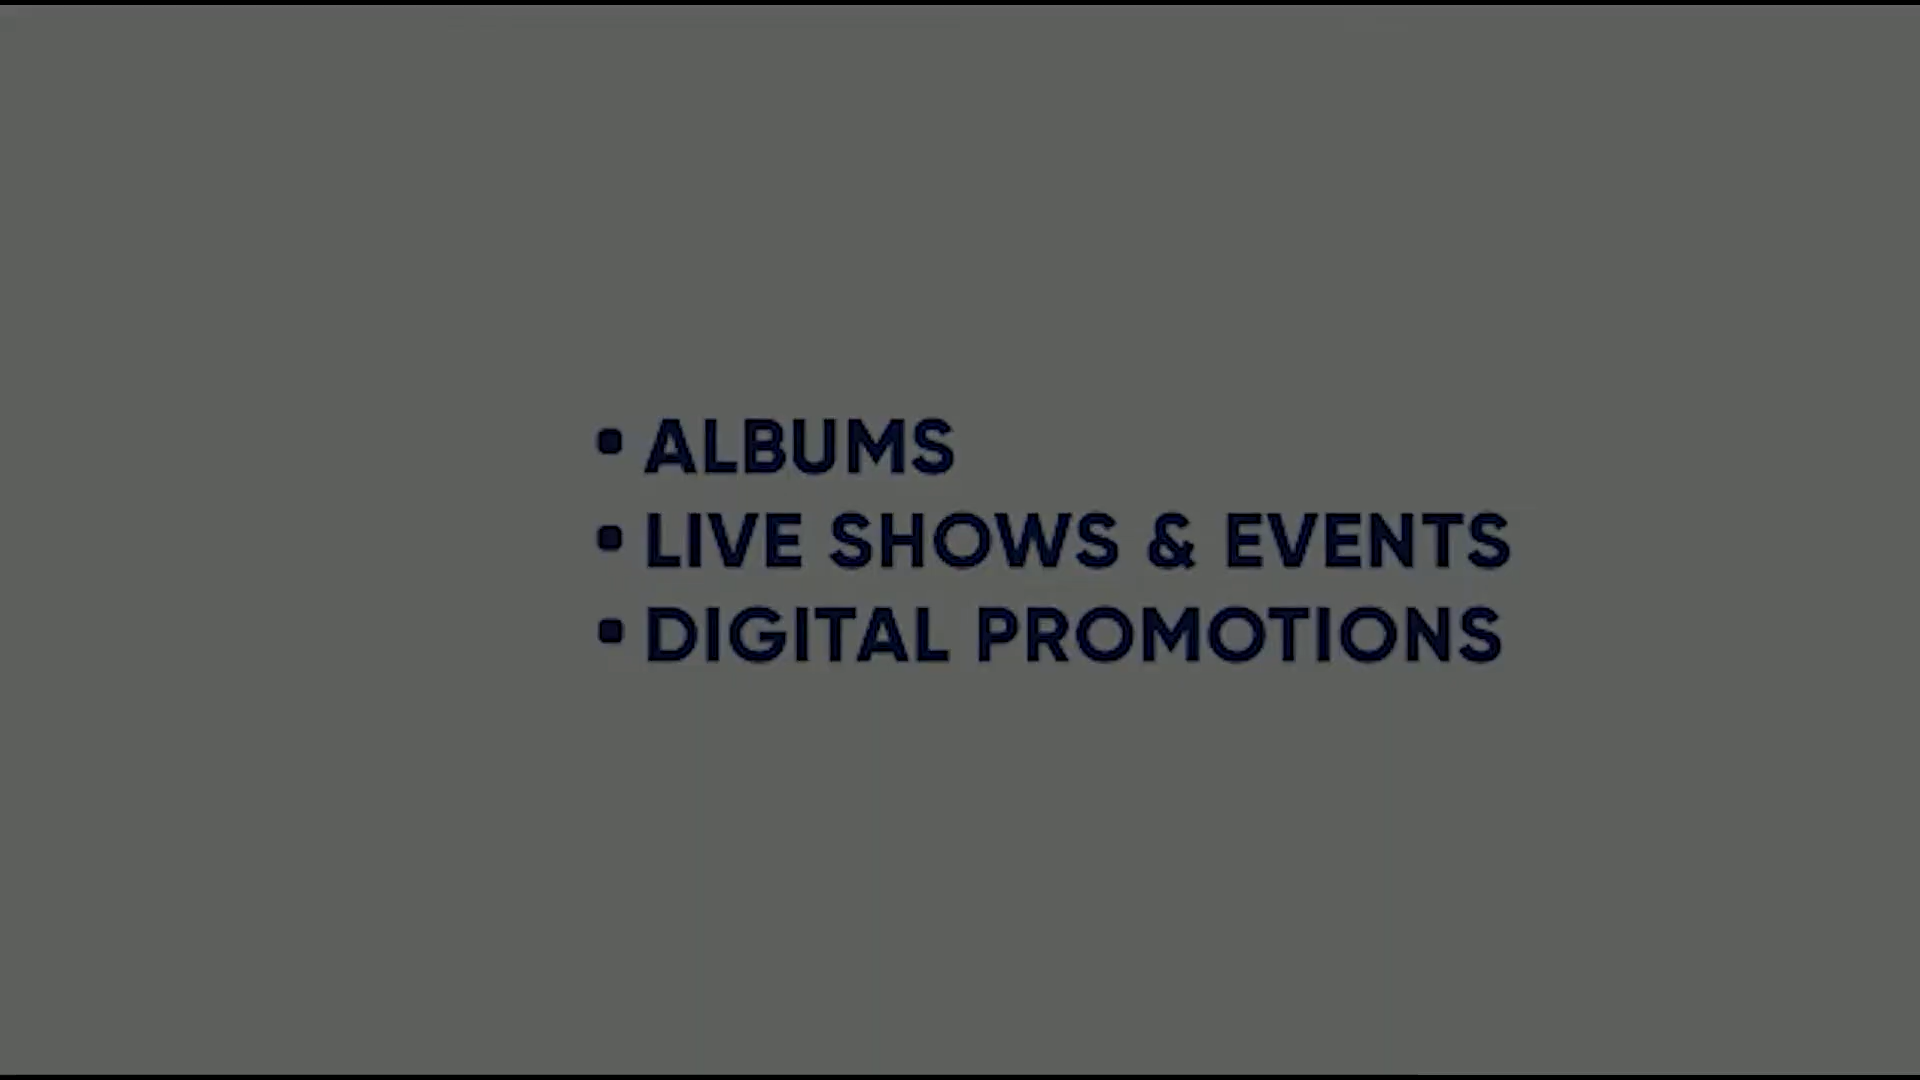 • ALBUMS
• LIVE SHOWS & EVENTS
• DIGITAL PROMOTIONS